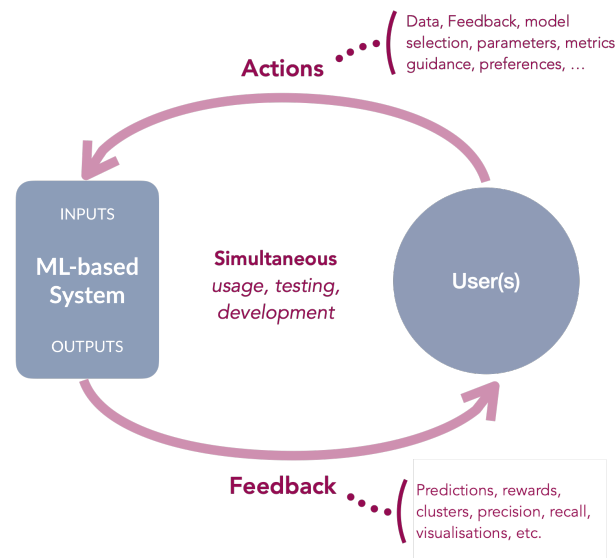 Data, Feedback, model
selection, parameters, metrics
guidance, preferences, ...
Actions
INPUTS
ML-based
System
OUTPUTS
Simultaneous
usage, testing,
development
User(s)
Feedback
Predictions, rewards,
clusters, precision, recall,
visualisations, etc.